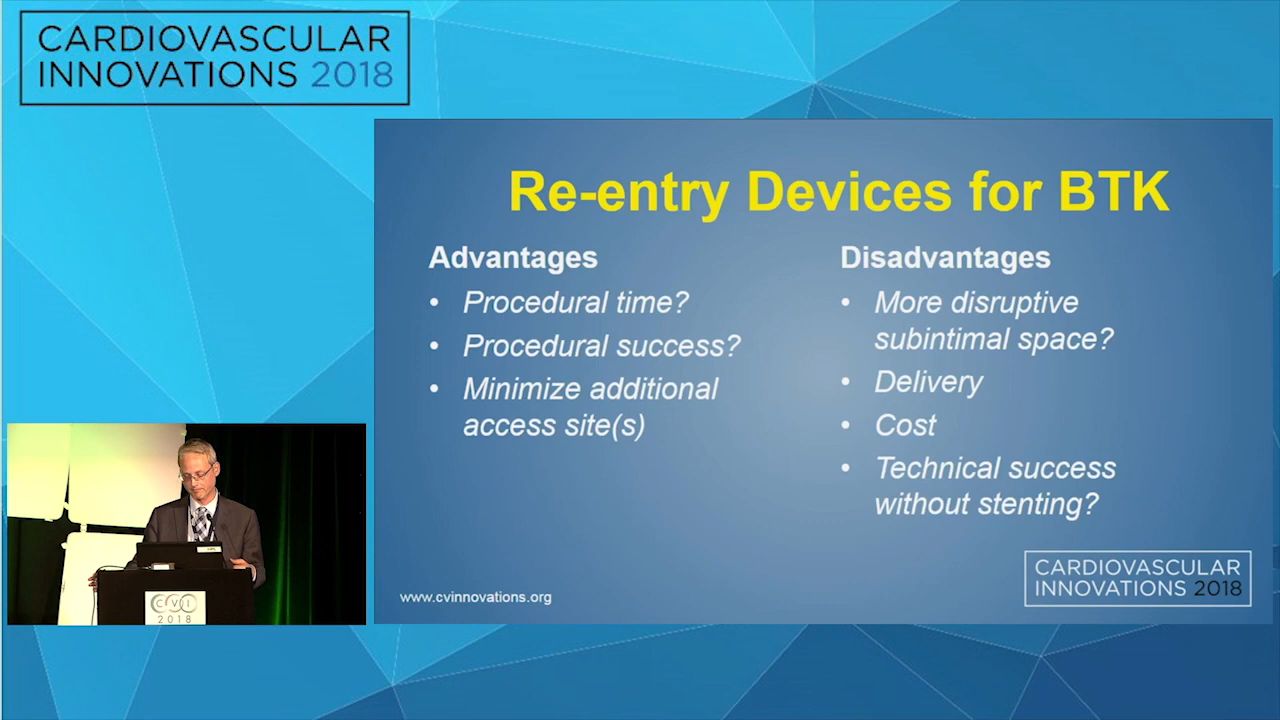 CARDIOVASCULAR
INNOVATIONS 2018
Re-entry Devices for BTK
Advantages
• Procedural time?
• Procedural success?
• Minimize additional
access site(s)
Disadvantages
• More disruptive
subintimal space?
• Delivery
• Cost
• Technical success
without stenting?
www.cvinnovations.org
CARDIOVASCULAR
INNOVATIONS 2018
CVI
2018